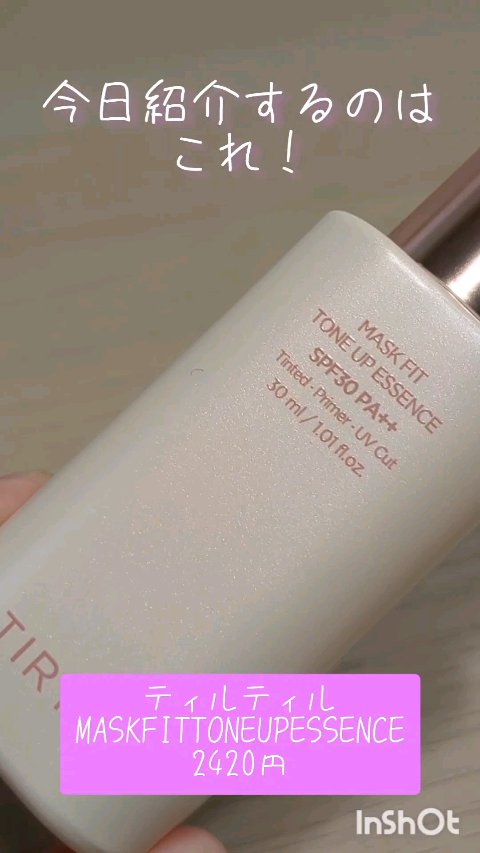 今日紹介するのは
これ！
MASK FIT
TONE UP ESSENCE
SPF30 PA++
Tinted · Primer · UV Cut
30 ml / 1.01 fl.oz.
TIR
ティルティル
MASKFITTONEUPESSENCE
2420円
InShOt